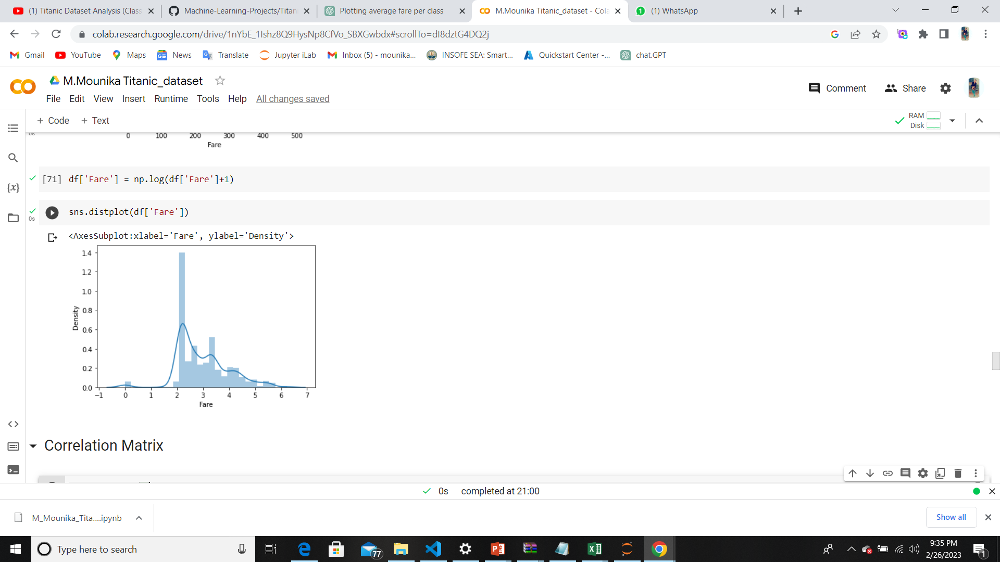 (1) Titanic Dataset Analysis (Class
Machine-Learning-Projects/Titani
Plotting average fare per class
M.Mounika Titanic_dataset - Cola
(1) WhatsApp
colab.research.google.com/drive/1nYbE_1Ishz8Q9HysNp8CfVo_SBXGwbdx#scrollTo=dI8dztG4DQ2j
Gmail
YouTube
Maps
News
Translate
Jupyter iLab
Inbox (5) - mounika...
INSOFE SEA: Smart...
Quickstart Center -...
chat.GPT
M.Mounika Titanic_dataset
Comment
Share
File Edit View Insert Runtime Tools Help All changes saved
+ Code + Text
RAM
Disk
0s
0 100 200 300 400 500
Fare
{x}
[71] df['Fare'] = np.log(df['Fare']+1)
sns.distplot(df['Fare'])
0s
<AxesSubplot:xlabel='Fare', ylabel='Density'>
1.4
1.2
1.0
0.8
0.6
0.4
0.2
0.0
Density
−1 0 1 2 3 4 5 6 7
Fare
Correlation Matrix
0s completed at 21:00
M_Mounika_Tita....ipynb
Show all
Type here to search
77
9:35 PM
2/26/2023
1